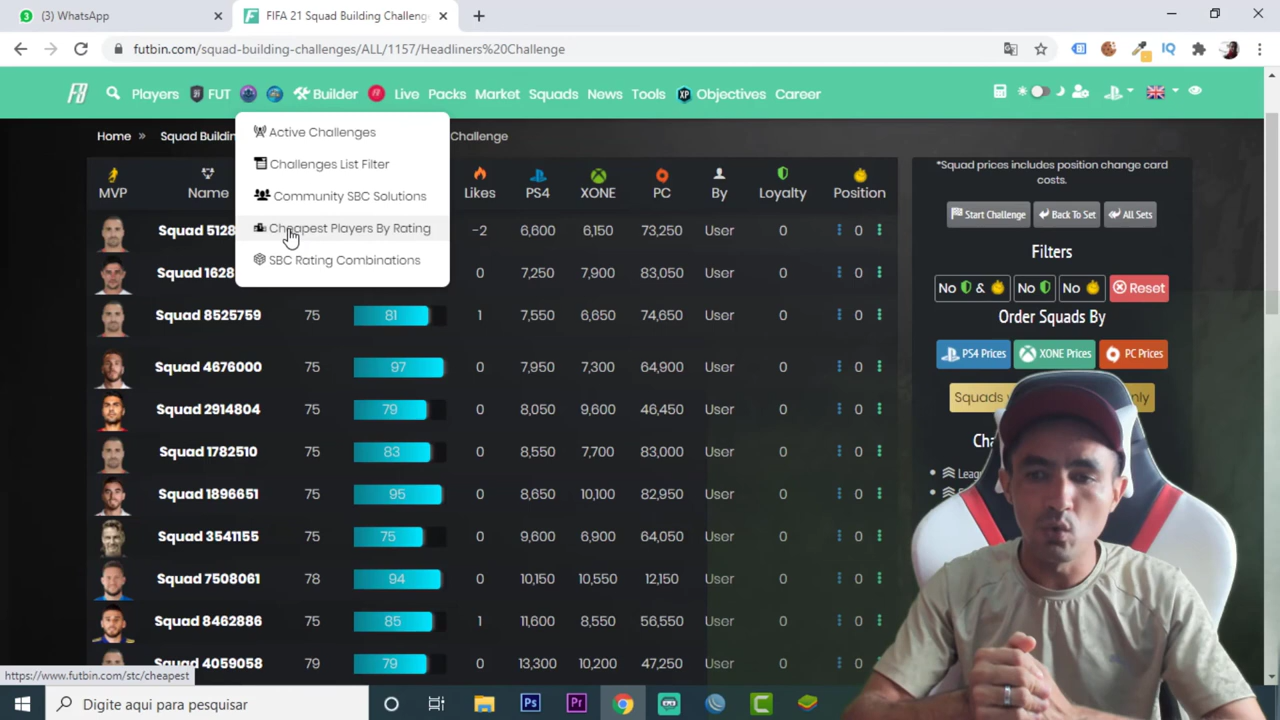 (3) WhatsApp
FIFA 21 Squad Building Challeng
futbin.com/squad-building-challenges/ALL/1157/Headliners%20Challenge
IQ
Players FUT Builder Live Packs Market Squads News Tools XP Objectives Career
Home » Squad Buildin Challenge
Active Challenges
Challenges List Filter
Community SBC Solutions
Cheapest Players By Rating
SBC Rating Combinations
MVP Name Likes PS4 XONE PC By Loyalty Position
Squad 5128 -2 6,600 6,150 73,250 User 0 0
Squad 1628 0 7,250 7,900 83,050 User 0 0
Squad 8525759 75 81 1 7,550 6,650 74,650 User 0 0
Squad 4676000 75 97 0 7,950 7,300 64,900 User 0 0
Squad 2914804 75 79 0 8,050 9,600 46,450 User 0 0
Squad 1782510 75 83 0 8,550 7,700 83,000 User 0 0
Squad 1896651 75 95 0 8,650 10,100 82,950 User 0 0
Squad 3541155 75 75 0 9,600 6,900 64,050 User 0 0
Squad 7508061 78 94 0 10,150 10,550 12,150 User 0 0
Squad 8462886 75 85 1 11,600 8,550 56,550 User 0 0
Squad 4059058 79 79 0 13,300 10,200 47,250 User 0 0
*Squad prices includes position change card
costs.
Start Challenge Back To Set All Sets
Filters
No & No No Reset
Order Squads By
PS4 Prices XONE Prices PC Prices
Squads
https://www.futbin.com/stc/cheapest
Digite aqui para pesquisar
Ps Pr